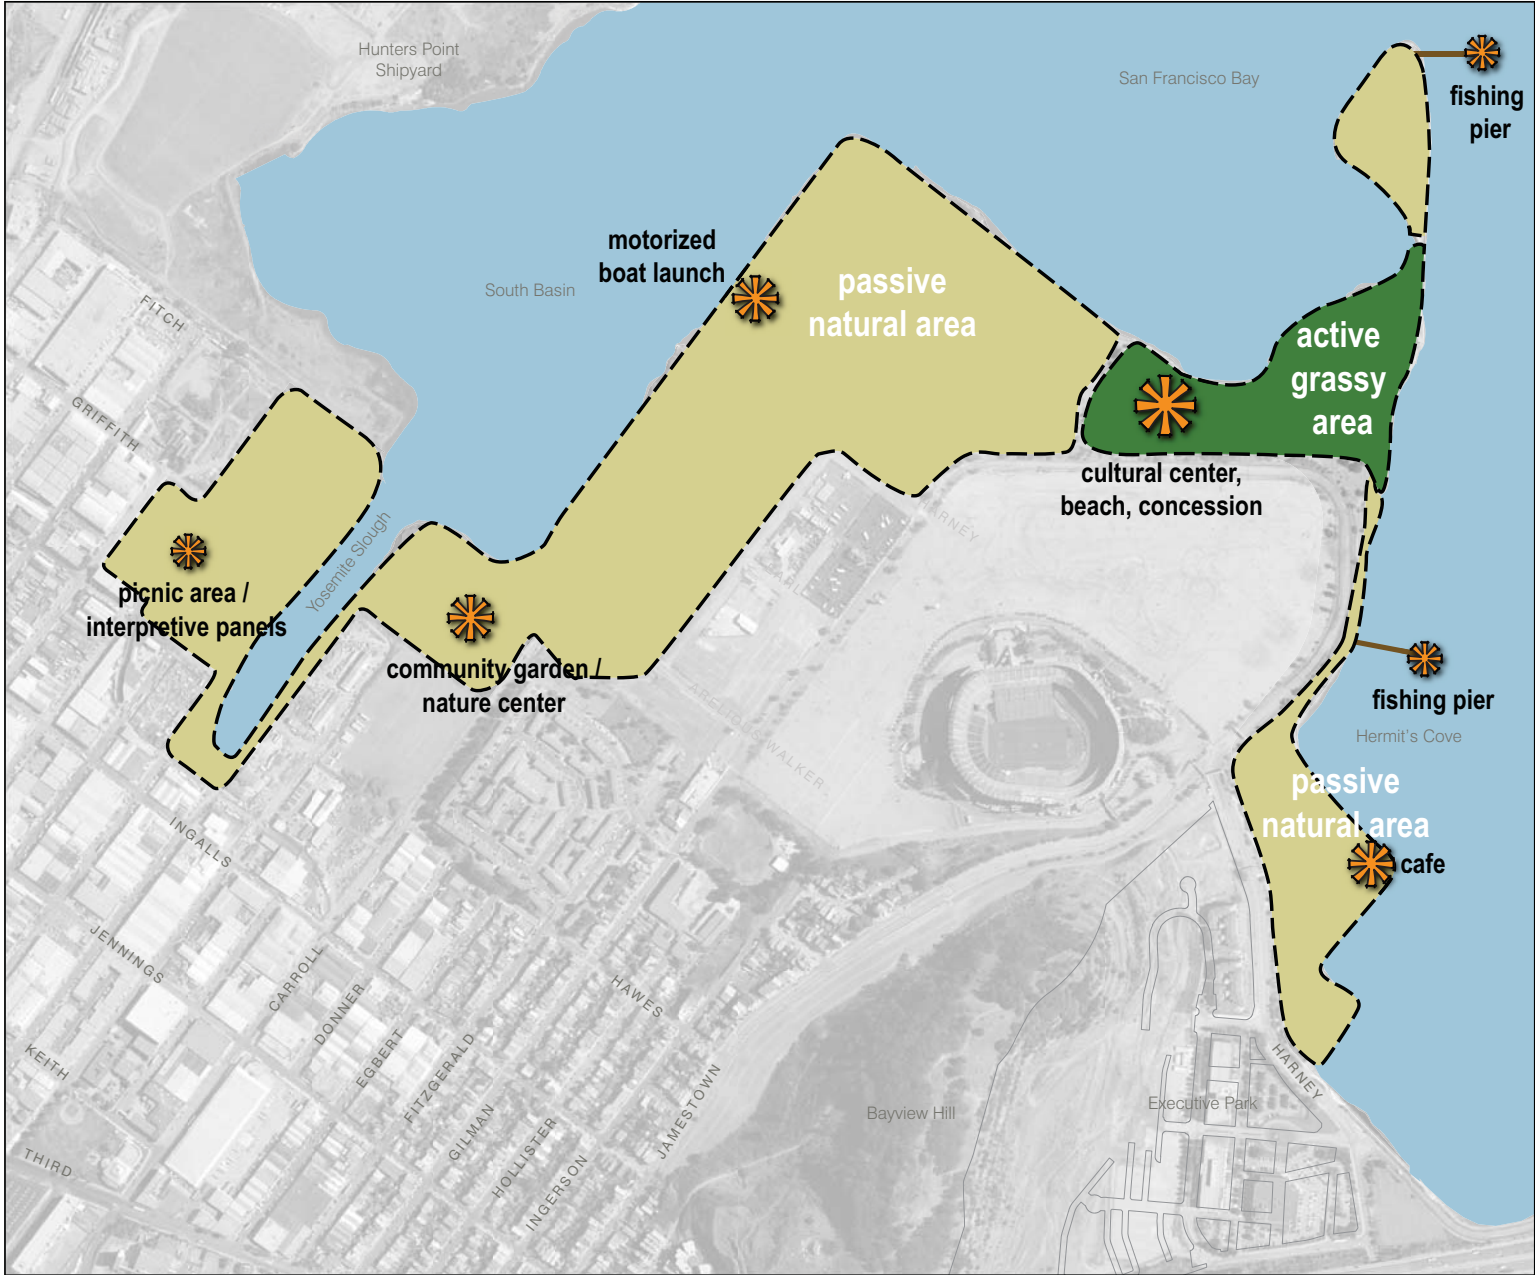 Hunters Point
Shipyard
San Francisco Bay
fishing
pier
motorized
boat launch
South Basin
passive
natural area
active
grassy
area
FITCH
GRIFFITH
cultural center,
beach, concession
HARNEY
Yosemite Slough
picnic area /
interpretive panels
community garden /
nature center
WALKER
fishing pier
Hermit's Cove
passive
natural area
cafe
INGALLS
JENNINGS
CARROLL
DONNER
EGBERT
FITZGERALD
GILMAN
HOLLISTER
INGERSON
HAWES
JAMESTOWN
KEITH
THIRD
Bayview Hill
Executive Park
HARNEY